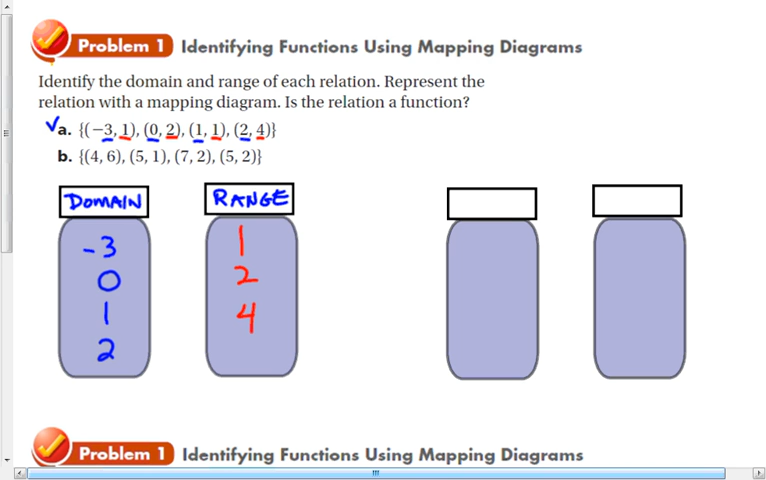 Problem 1 Identifying Functions Using Mapping Diagrams
Identify the domain and range of each relation. Represent the
relation with a mapping diagram. Is the relation a function?
√a. {(−3, 1), (0, 2), (1, 1), (2, 4)}
b. {(4, 6), (5, 1), (7, 2), (5, 2)}
DOMAIN RANGE
-3 1
0 2
1 4
2
Problem 1 Identifying Functions Using Mapping Diagrams